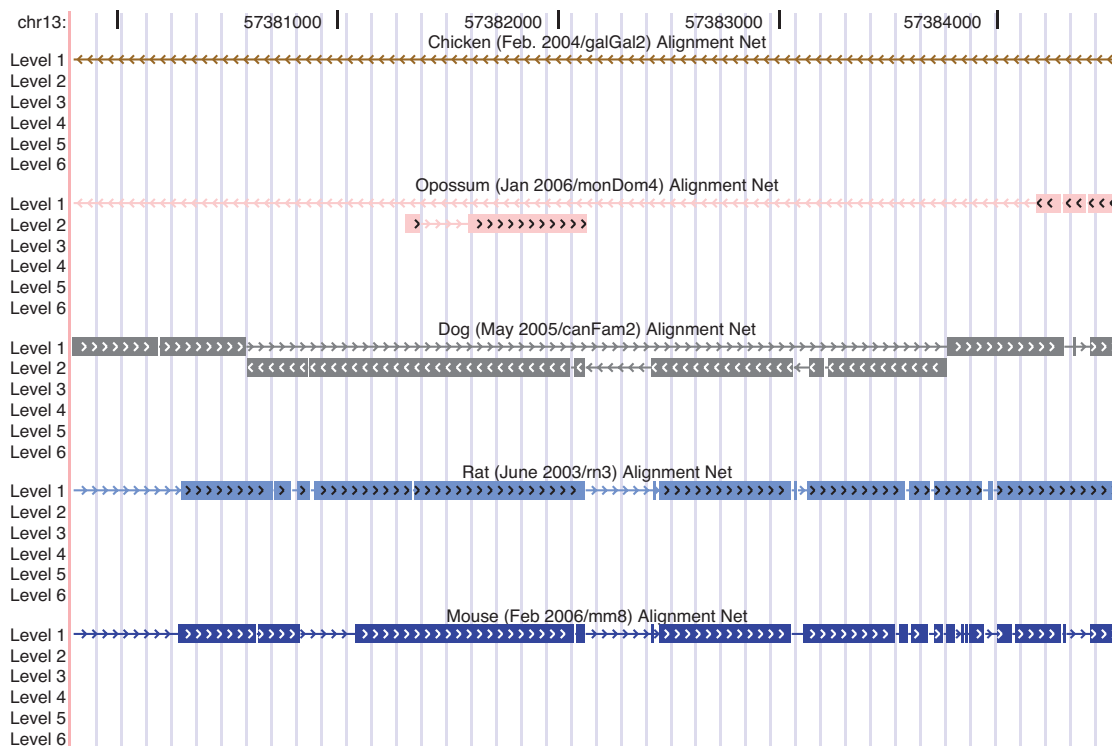 chr13: 57381000 57382000 57383000 57384000
Chicken (Feb. 2004/galGal2) Alignment Net
Level 1
Level 2
Level 3
Level 4
Level 5
Level 6
Opossum (Jan 2006/monDom4) Alignment Net
Level 1
Level 2
Level 3
Level 4
Level 5
Level 6
Dog (May 2005/canFam2) Alignment Net
Level 1
Level 2
Level 3
Level 4
Level 5
Level 6
Rat (June 2003/rn3) Alignment Net
Level 1
Level 2
Level 3
Level 4
Level 5
Level 6
Mouse (Feb 2006/mm8) Alignment Net
Level 1
Level 2
Level 3
Level 4
Level 5
Level 6